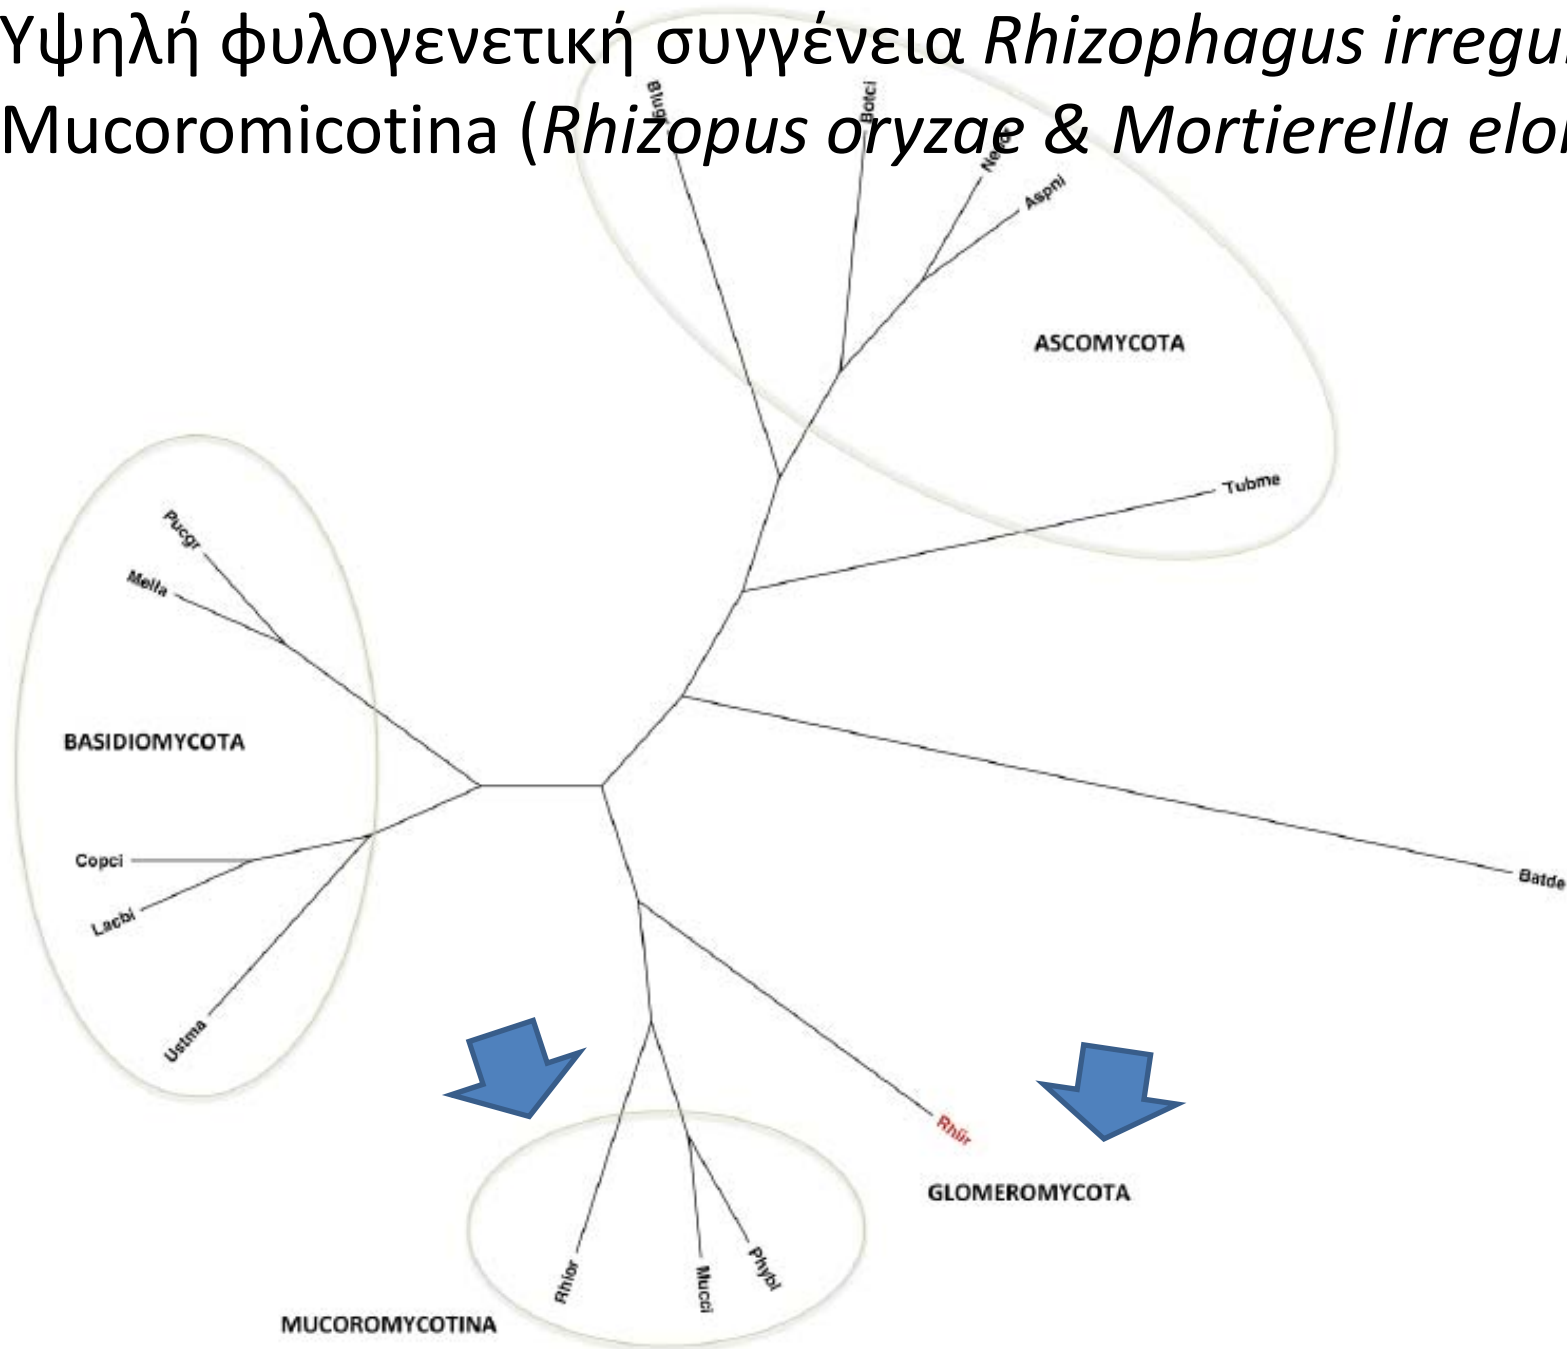 Υψηλή φυλογενετική συγγένεια Rhizophagus irregu
Mucoromicotina (Rhizopus oryzae & Mortierella elo
Botci
Aspni
ASCOMYCOTA
Tubme
Pucgr
Mella
BASIDIOMYCOTA
Copci
Lacbi
Ustma
Batde
Rhiir
GLOMEROMYCOTA
Rhior
Mucci
Phybl
MUCOROMYCOTINA